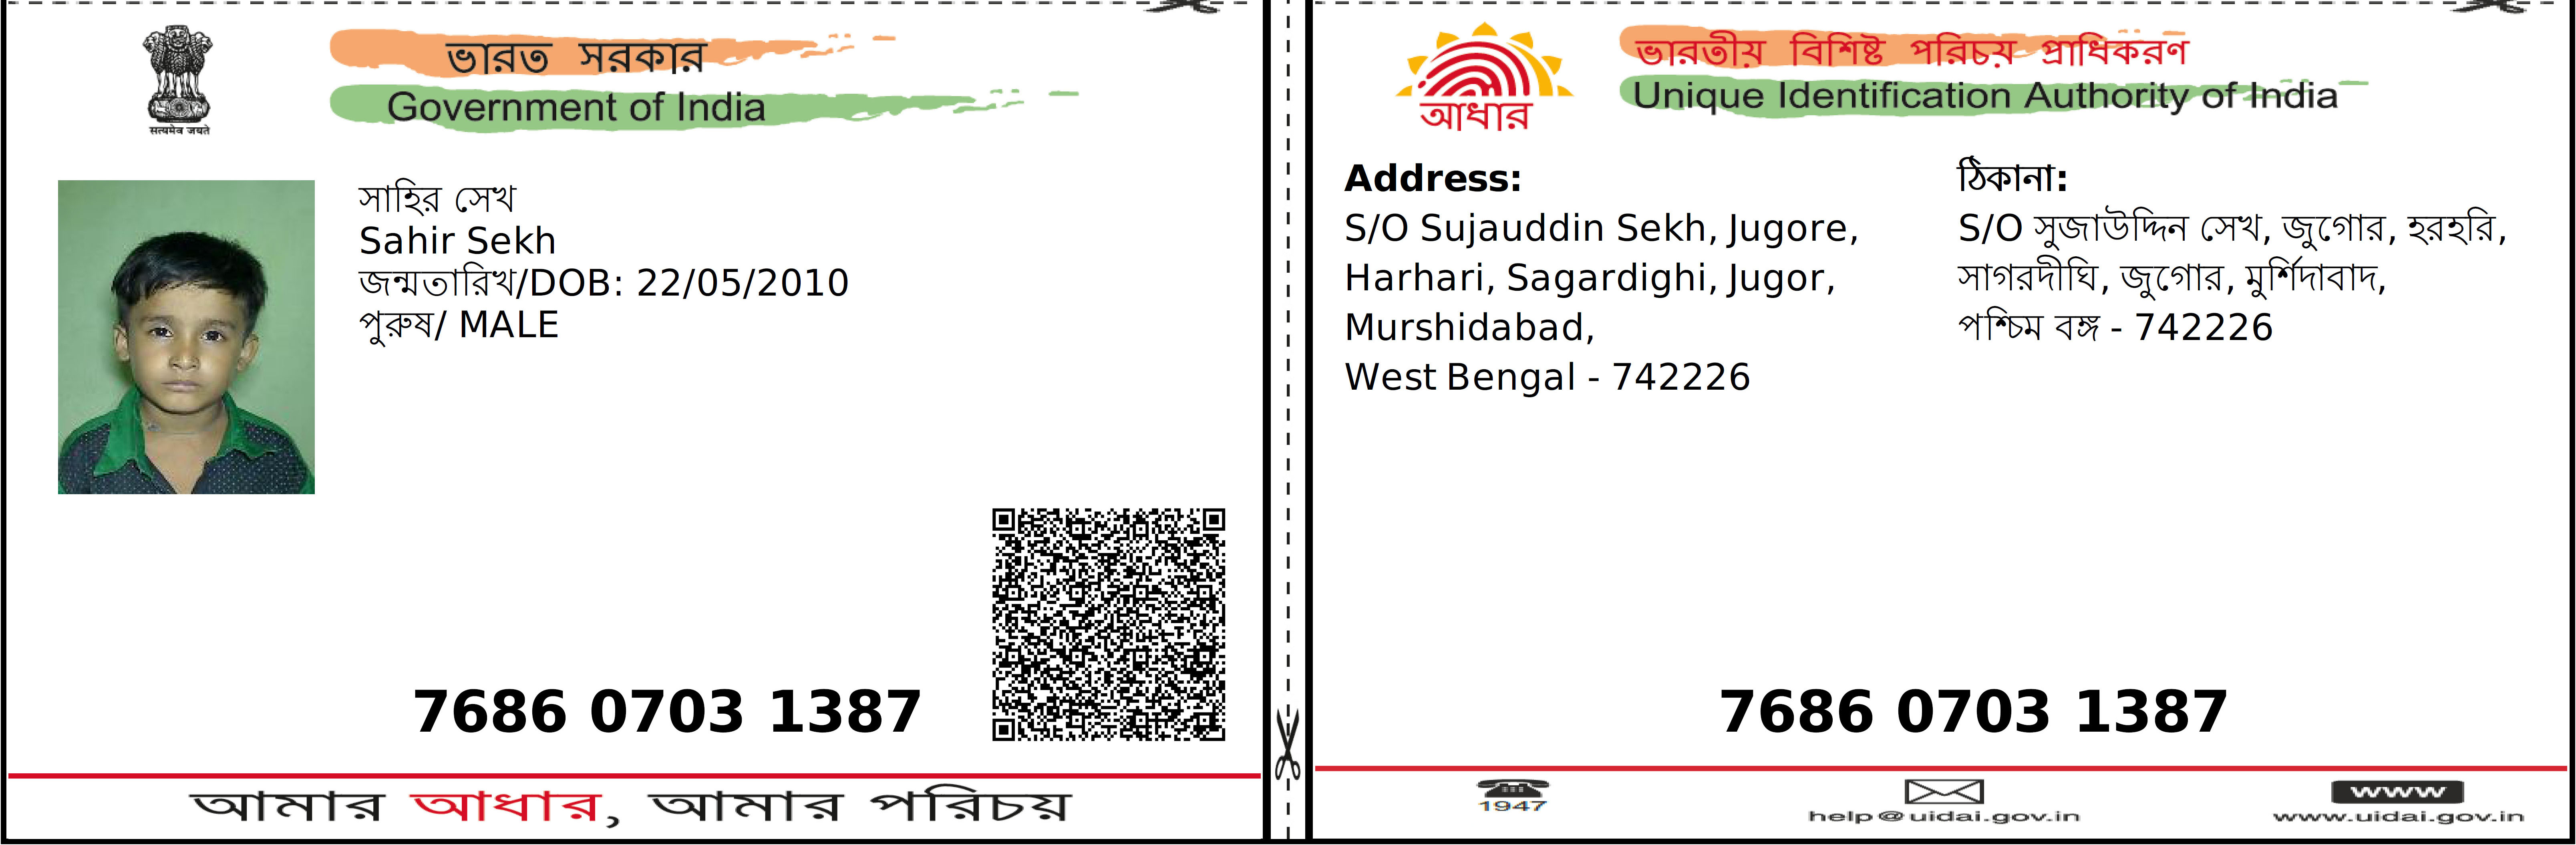 ভারত সরকার
Government of India
सत्यमेव जयते
সাহির সেখ
Sahir Sekh
জন্মতারিখ/DOB: 22/05/2010
পুরুষ/ MALE
7686 0703 1387
আমার আধার, আমার পরিচয়
ভারতীয় বিশিষ্ট পরিচয় প্রাধিকরণ
Unique Identification Authority of India
আধার
Address:
S/O Sujauddin Sekh, Jugore,
Harhari, Sagardighi, Jugor,
Murshidabad,
West Bengal - 742226
ঠিকানা:
S/O সুজাউদ্দিন সেখ, জুগোর, হরহরি,
সাগরদীঘি, জুগোর, মুর্শিদাবাদ,
পশ্চিম বঙ্গ - 742226
7686 0703 1387
1947
help@uidai.gov.in
www
www.uidai.gov.in